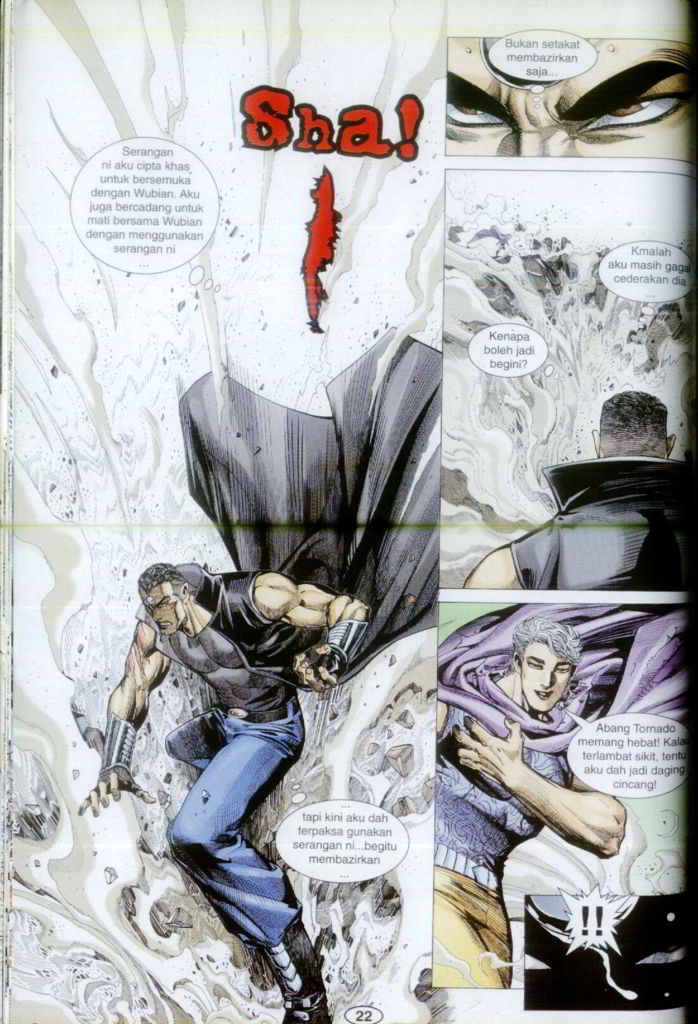 Sha!
Serangan
ni aku cipta khas
untuk bersemuka
dengan Wubian. Aku
juga bercadang untuk
mati bersama Wubian
dengan menggunakan
serangan ni
...
...
tapi kini aku dah
terpaksa gunakan
serangan ni...begitu
membazirkan
...
Bukan setakat
membazirkan
saja...
Kmalah
aku masih gaga
cederakan dia
...
Kenapa
boleh jadi
begini?
Abang Tornado
memang hebat! Kala
terlambat sikit, tentu
aku dah jadi daging
cincang!
!!
22